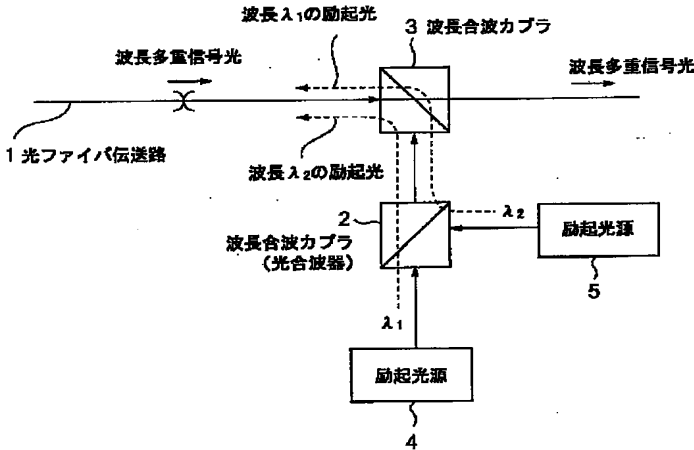 波長λ1の励起光
3 波長合波カプラ
波長多重信号光
波長多重信号光
1 光ファイバ伝送路
波長λ2の励起光
2
λ2
波長合波カプラ
(光合波器)
励起光源
5
λ1
励起光源
4